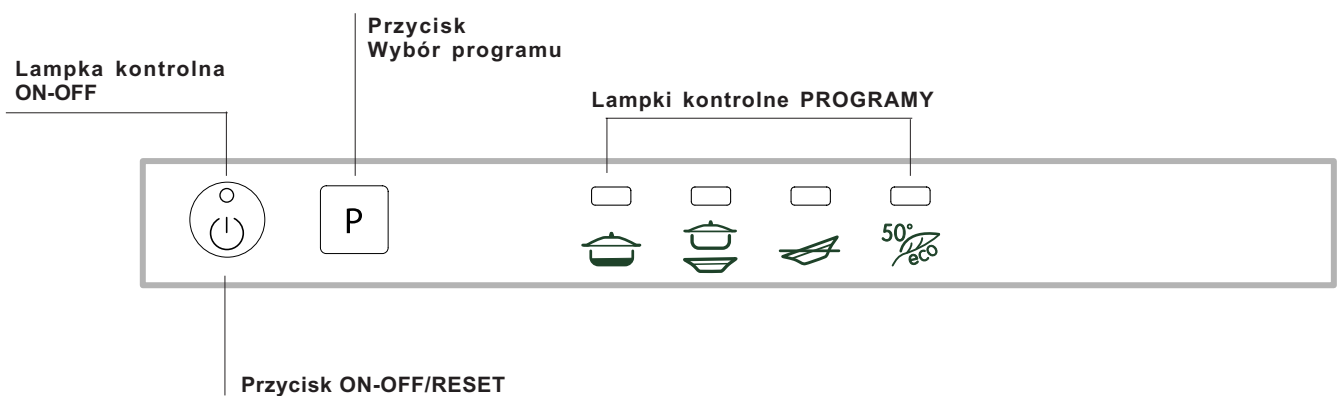 Przycisk
Wybór programu
Lampka kontrolna
ON-OFF
Lampki kontrolne PROGRAMY
P
50°
eco
Przycisk ON-OFF/RESET